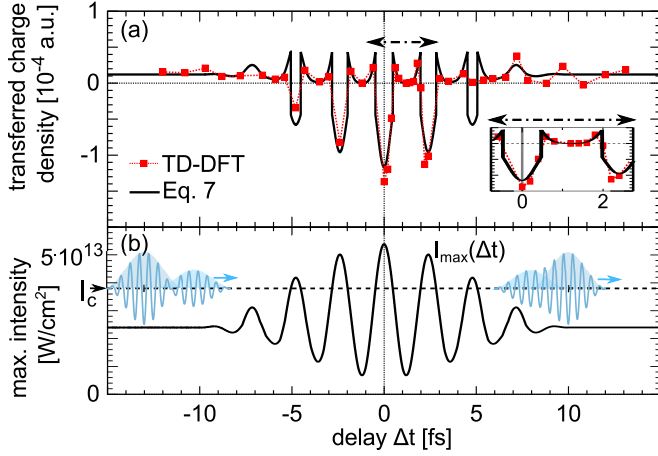 (a)
transferred charge
density [10⁻⁴ a.u.]
1
0
-1
TD-DFT
Eq. 7
0
2
(b)
max. intensity
[W/cm²]
5·10¹³
I_c
0
I_max(Δt)
-10
-5
0
5
10
delay Δt [fs]